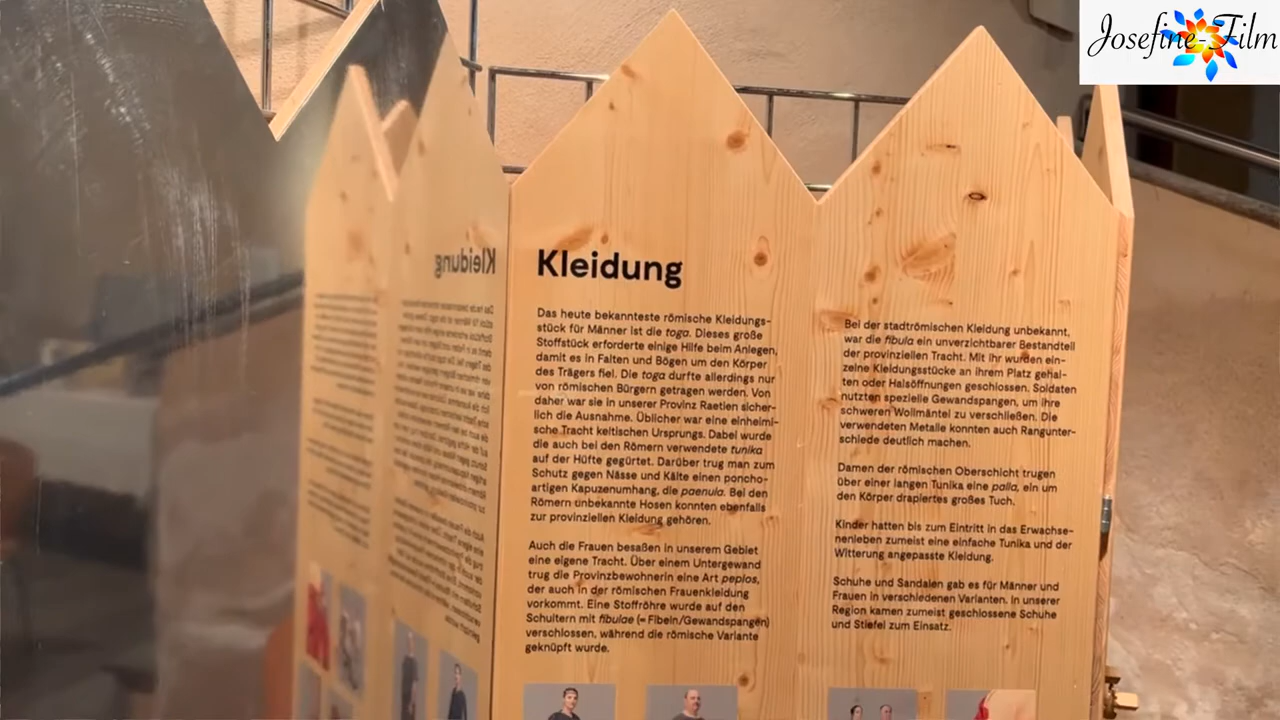 Josefine-Film
Kleidung
Kleidung
Das heute bekannteste römische Kleidungs-
stück für Männer ist die toga. Dieses große
Stoffstück erforderte einige Hilfe beim Anlegen,
damit es in Falten und Bögen um den Körper
des Trägers fiel. Die toga durfte allerdings nur
von römischen Bürgern getragen werden. Von
daher war sie in unserer Provinz Raetien sicher-
lich die Ausnahme. Üblicher war eine einheimi-
sche Tracht keltischen Ursprungs. Dabei wurde
die auch bei den Römern verwendete tunika
auf der Hüfte gegürtet. Darüber trug man zum
Schutz gegen Nässe und Kälte einen poncho-
artigen Kapuzenumhang, die paenula. Bei den
Römern unbekannte Hosen konnten ebenfalls
zur provinziellen Kleidung gehören.
Auch die Frauen besaßen in unserem Gebiet
eine eigene Tracht. Über einem Untergewand
trug die Provinzbewohnerin eine Art peplos,
der auch in der römischen Frauenkleidung
vorkommt. Eine Stoffröhre wurde auf den
Schultern mit fibulae (= Fibeln/Gewandspangen)
verschlossen, während die römische Variante
geknüpft wurde.
Bei der stadtrömischen Kleidung unbekannt,
war die fibula ein unverzichtbarer Bestandteil
der provinziellen Tracht. Mit ihr wurden ein-
zelne Kleidungsstücke an ihrem Platz gehal-
ten oder Halsöffnungen geschlossen. Soldaten
nutzten spezielle Gewandspangen, um ihre
schweren Wollmäntel zu verschließen. Die
verwendeten Metalle konnten auch Rangunter-
schiede deutlich machen.
Damen der römischen Oberschicht trugen
über einer langen Tunika eine palla, ein um
den Körper drapiertes großes Tuch.
Kinder hatten bis zum Eintritt in das Erwachse-
nenleben zumeist eine einfache Tunika und der
Witterung angepasste Kleidung.
Schuhe und Sandalen gab es für Männer und
Frauen in verschiedenen Varianten. In unserer
Region kamen zumeist geschlossene Schuhe
und Stiefel zum Einsatz.